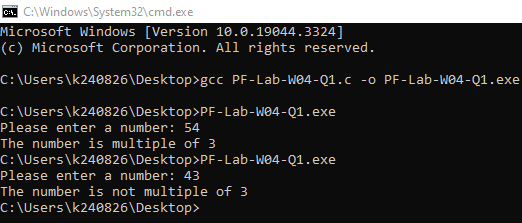 C:\Windows\System32\cmd.exe
Microsoft Windows [Version 10.0.19044.3324]
(c) Microsoft Corporation. All rights reserved.
C:\Users\k240826\Desktop>gcc PF-Lab-W04-Q1.c -o PF-Lab-W04-Q1.exe
C:\Users\k240826\Desktop>PF-Lab-W04-Q1.exe
Please enter a number: 54
The number is multiple of 3
C:\Users\k240826\Desktop>PF-Lab-W04-Q1.exe
Please enter a number: 43
The number is not multiple of 3
C:\Users\k240826\Desktop>